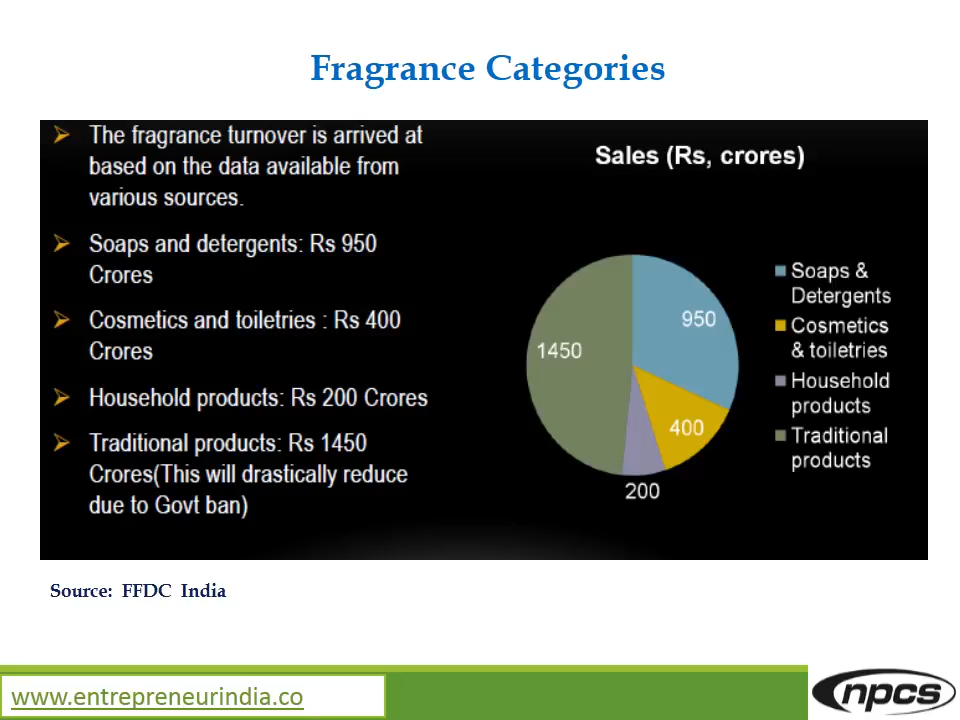 Fragrance Categories
The fragrance turnover is arrived at
based on the data available from
various sources.
Soaps and detergents: Rs 950
Crores
Cosmetics and toiletries : Rs 400
Crores
Household products: Rs 200 Crores
Traditional products: Rs 1450
Crores(This will drastically reduce
due to Govt ban)
Sales (Rs, crores)
950
400
200
1450
Soaps &
Detergents
Cosmetics
& toiletries
Household
products
Traditional
products
Source: FFDC India
www.entrepreneurindia.co
npcs